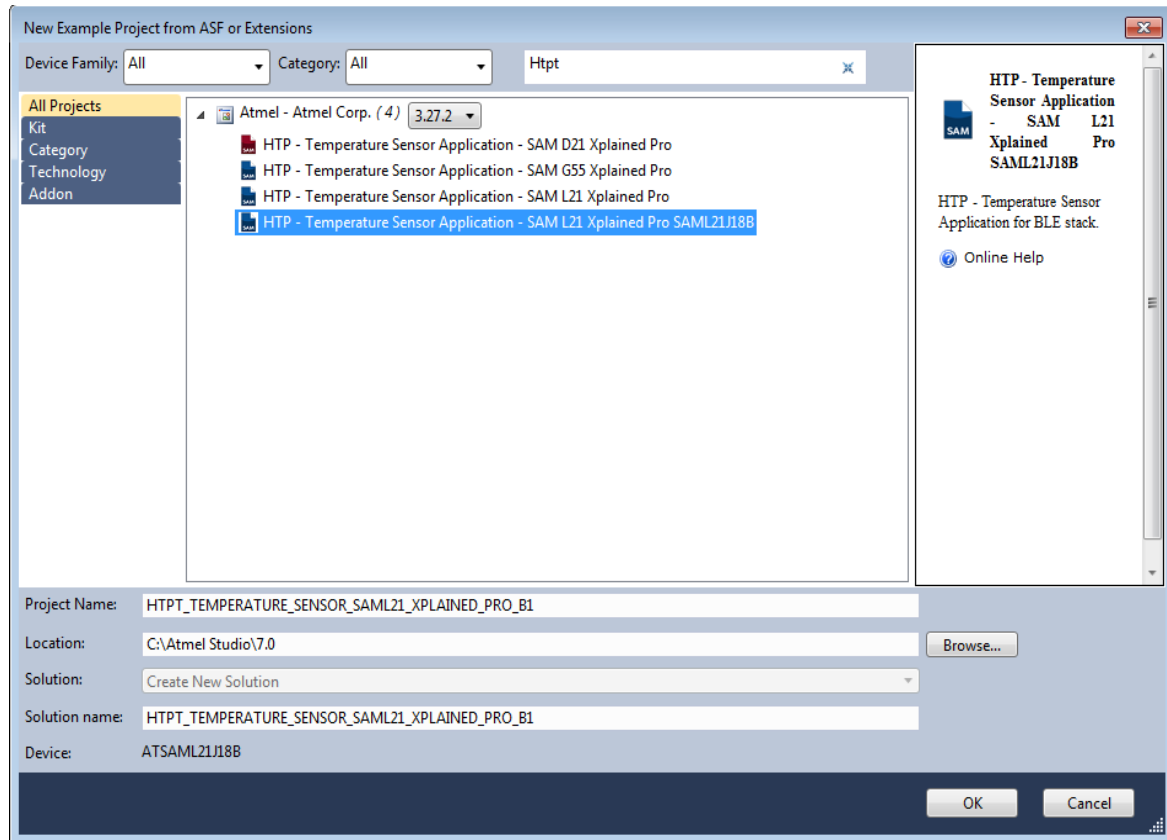 New Example Project from ASF or Extensions
Device Family: All Category: All Htpt
All Projects
Kit
Category
Technology
Addon
Atmel - Atmel Corp. (4) 3.27.2
HTP - Temperature Sensor Application - SAM D21 Xplained Pro
HTP - Temperature Sensor Application - SAM G55 Xplained Pro
HTP - Temperature Sensor Application - SAM L21 Xplained Pro
HTP - Temperature Sensor Application - SAM L21 Xplained Pro SAML21J18B
SAM
HTP - Temperature
Sensor Application
- SAM L21
Xplained Pro
SAML21J18B
HTP - Temperature Sensor
Application for BLE stack.
Online Help
Project Name: HTPT_TEMPERATURE_SENSOR_SAML21_XPLAINED_PRO_B1
Location: C:\Atmel Studio\7.0 Browse...
Solution: Create New Solution
Solution name: HTPT_TEMPERATURE_SENSOR_SAML21_XPLAINED_PRO_B1
Device: ATSAML21J18B
OK Cancel